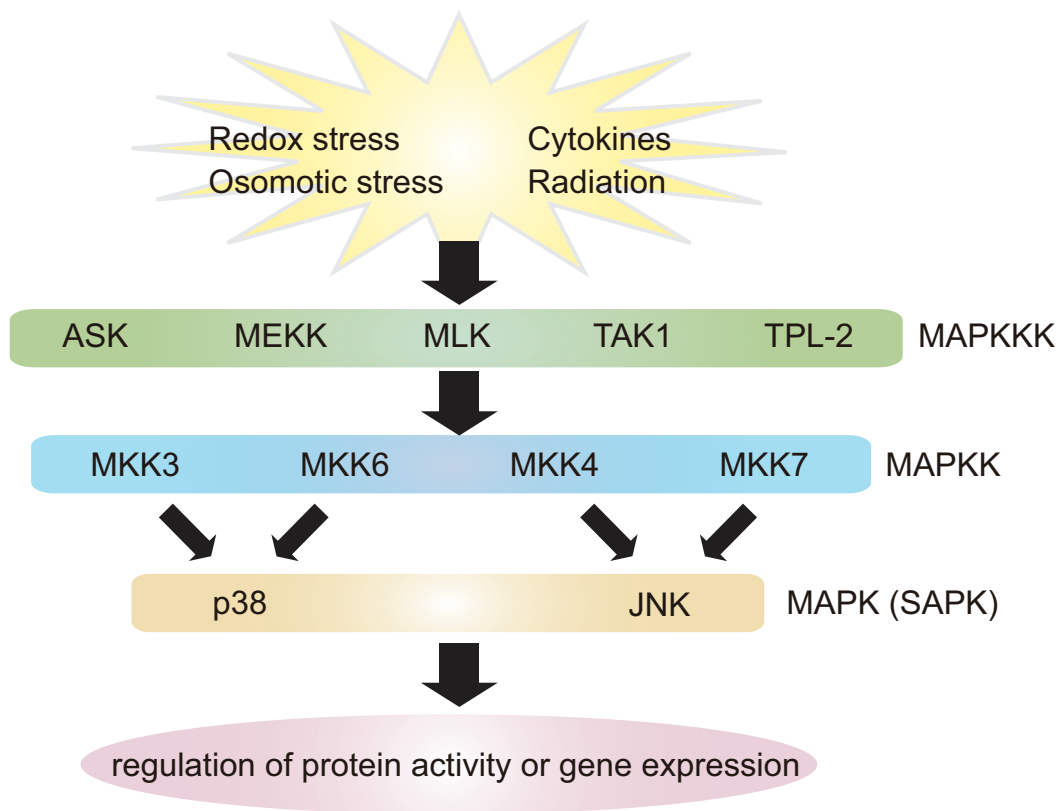 Redox stress Cytokines
Osomotic stress Radiation
ASK MEKK MLK TAK1 TPL-2 MAPKKK
MKK3 MKK6 MKK4 MKK7 MAPKK
p38 JNK MAPK (SAPK)
regulation of protein activity or gene expression